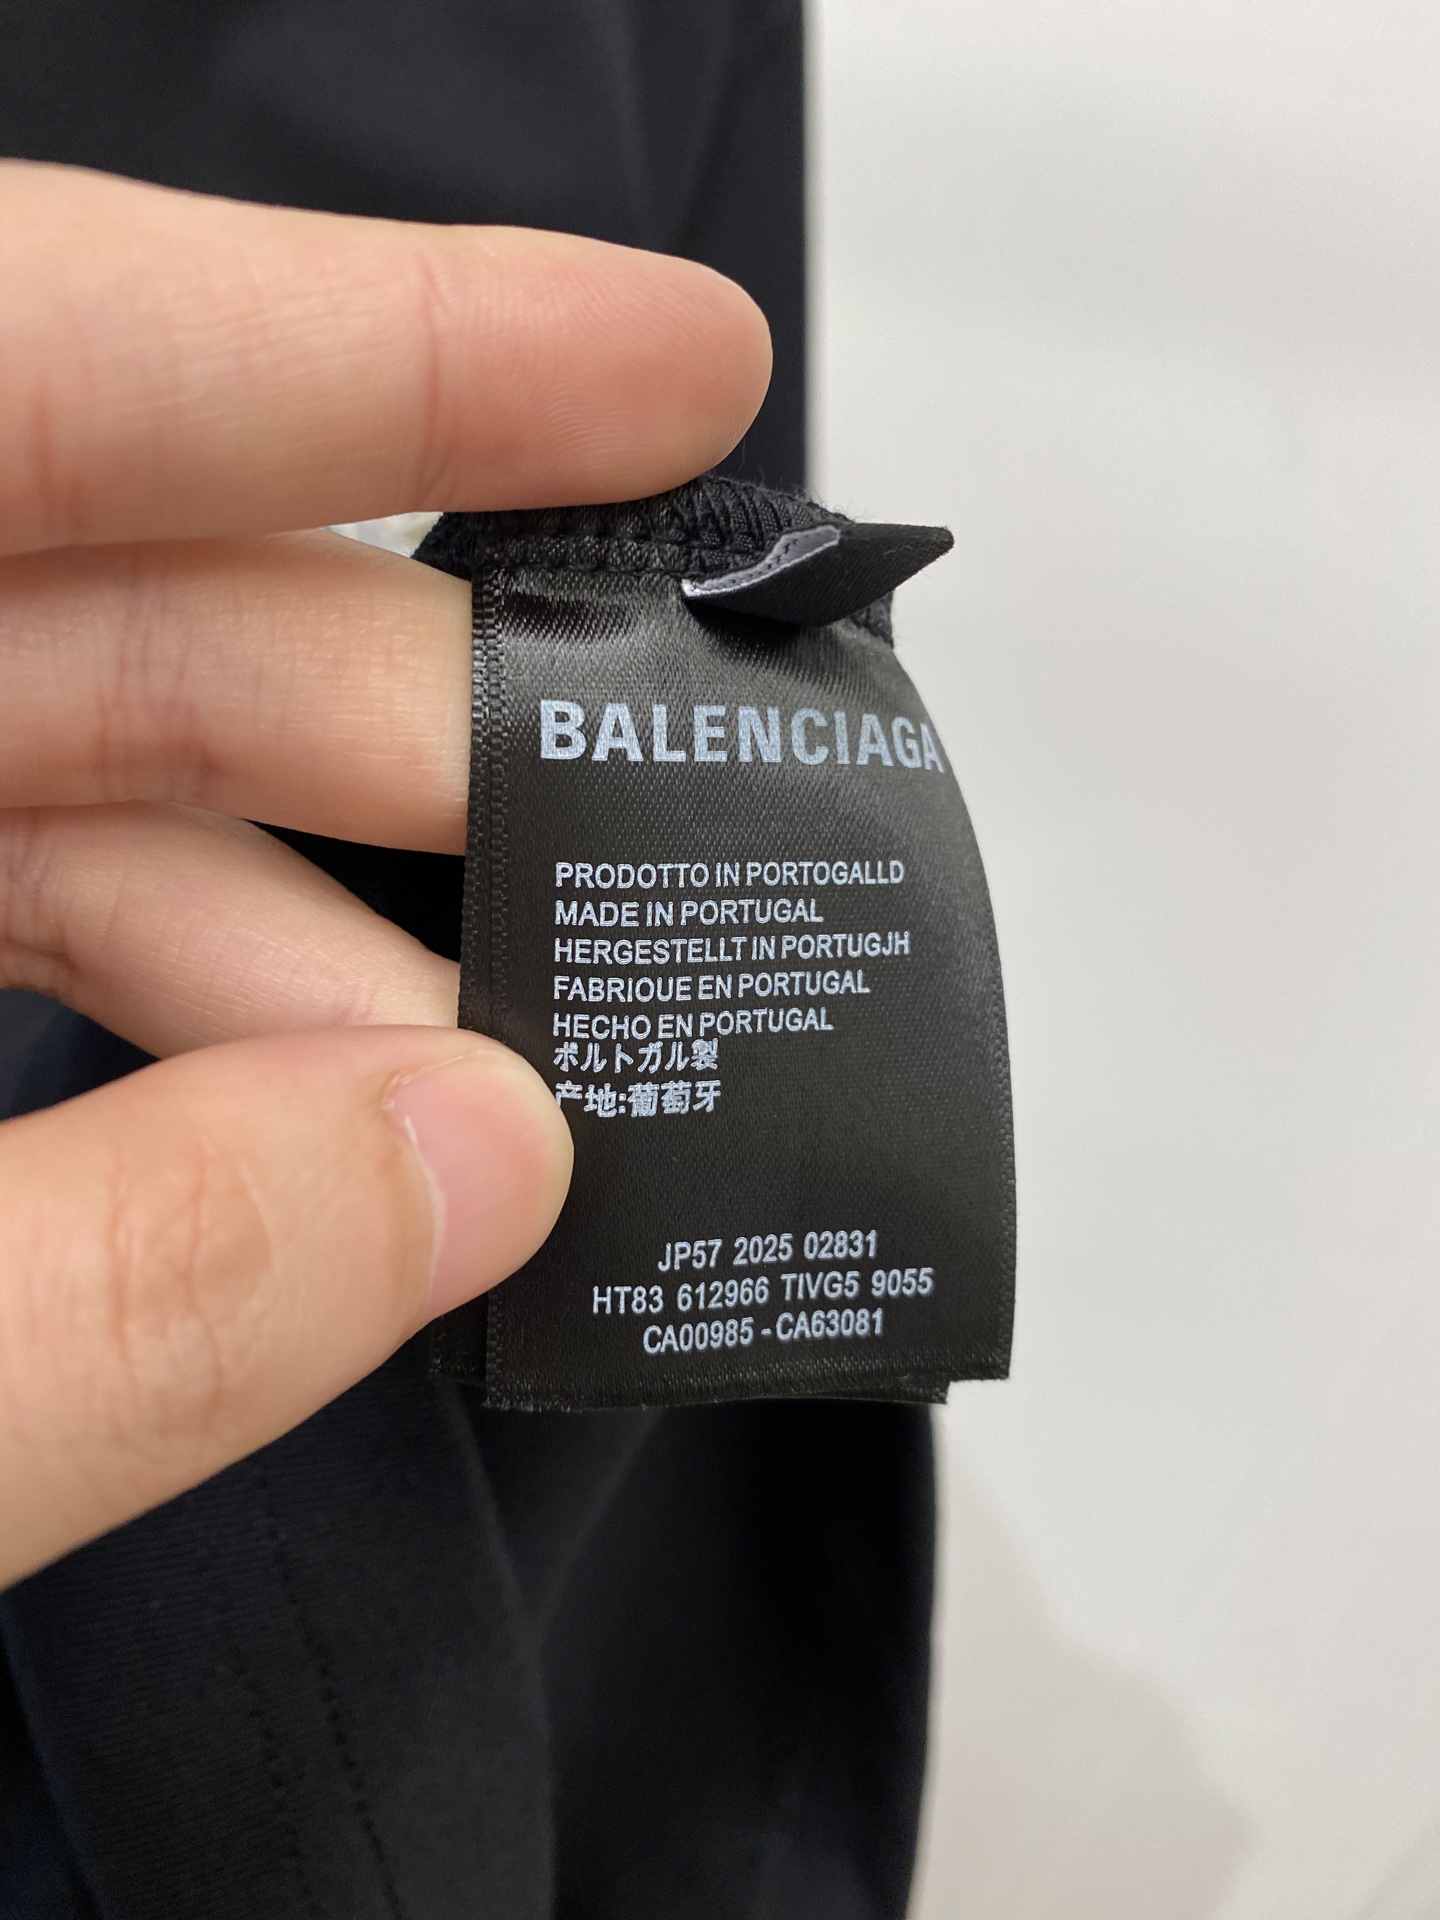 BALENCIAGA
PRODOTTO IN PORTOGALLD
MADE IN PORTUGAL
HERGESTELLT IN PORTUGJH
FABRIOUE EN PORTUGAL
HECHO EN PORTUGAL
ポルトガル製
产地:葡萄牙
JP57 2025 02831
HT83 612966 TIVG5 9055
CA00985 - CA63081